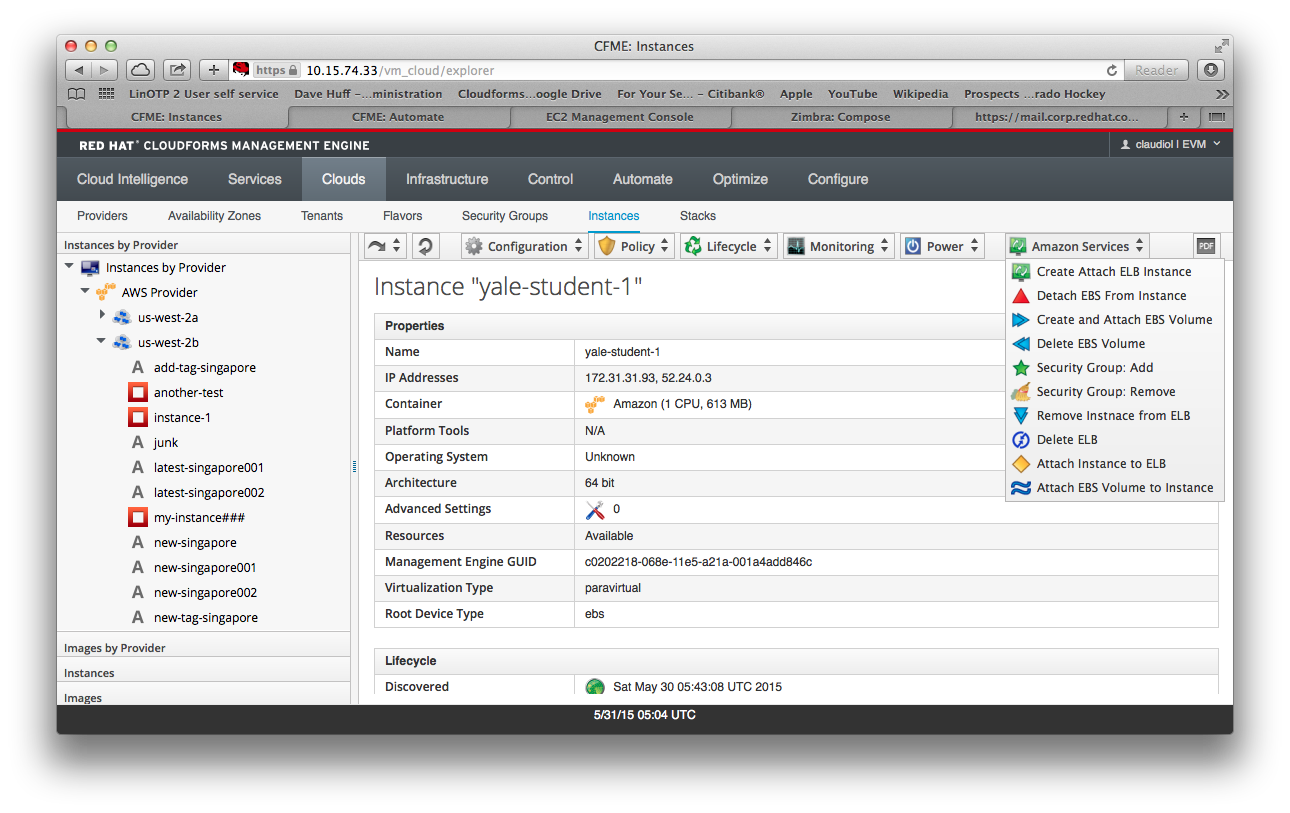 CFME: Instances
https 10.15.74.33/vm_cloud/explorer Reader
LinOTP 2 User self service Dave Huff –...ministration Cloudforms...oogle Drive For Your Se... – Citibank® Apple YouTube Wikipedia Prospects ...rado Hockey
CFME: Instances CFME: Automate EC2 Management Console Zimbra: Compose https://mail.corp.redhat.co...
RED HAT® CLOUDFORMS MANAGEMENT ENGINE claudiol | EVM
Cloud Intelligence Services Clouds Infrastructure Control Automate Optimize Configure
Providers Availability Zones Tenants Flavors Security Groups Instances Stacks
Configuration Policy Lifecycle Monitoring Power Amazon Services PDF
Instances by Provider
Instances by Provider
AWS Provider
us-west-2a
us-west-2b
add-tag-singapore
another-test
instance-1
junk
latest-singapore001
latest-singapore002
my-instance###
new-singapore
new-singapore001
new-singapore002
new-tag-singapore
Images by Provider
Instances
Images
Instance "yale-student-1"
Properties
Name yale-student-1
IP Addresses 172.31.31.93, 52.24.0.3
Container Amazon (1 CPU, 613 MB)
Platform Tools N/A
Operating System Unknown
Architecture 64 bit
Advanced Settings 0
Resources Available
Management Engine GUID c0202218-068e-11e5-a21a-001a4add846c
Virtualization Type paravirtual
Root Device Type ebs
Lifecycle
Discovered Sat May 30 05:43:08 UTC 2015
Create Attach ELB Instance
Detach EBS From Instance
Create and Attach EBS Volume
Delete EBS Volume
Security Group: Add
Security Group: Remove
Remove Instnace from ELB
Delete ELB
Attach Instance to ELB
Attach EBS Volume to Instance
5/31/15 05:04 UTC